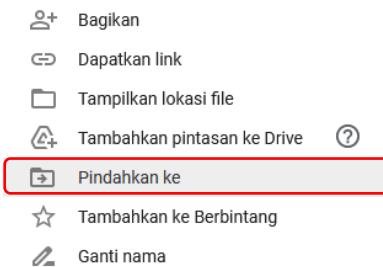 Bagikan
Dapatkan link
Tampilkan lokasi file
Tambahkan pintasan ke Drive
Pindahkan ke
Tambahkan ke Berbintang
Ganti nama